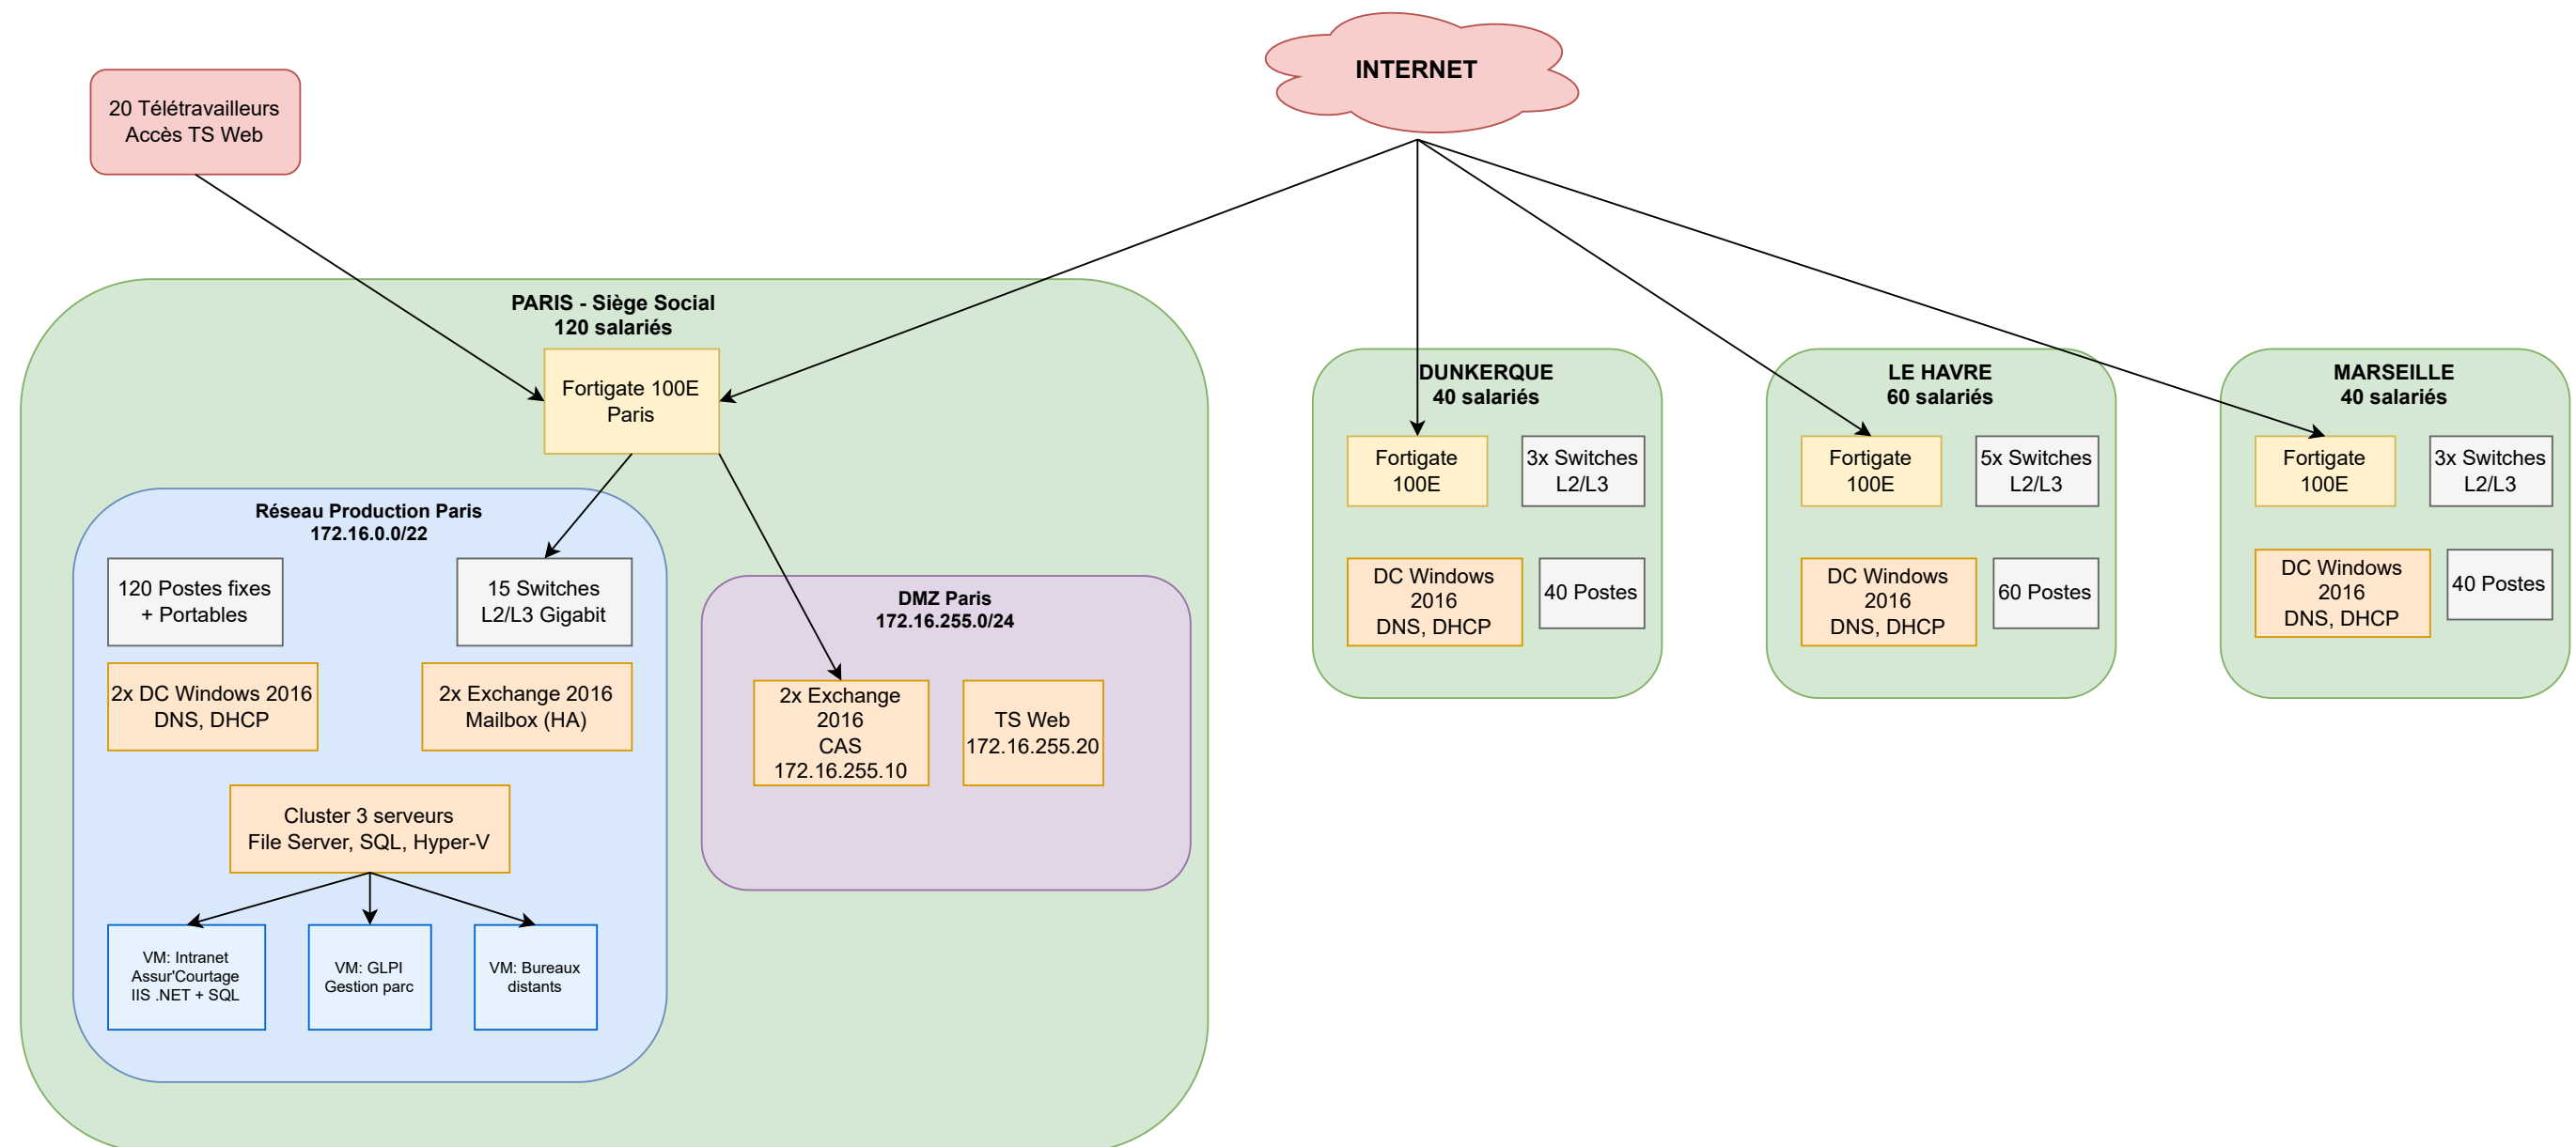 INTERNET
20 Télétravailleurs
Accès TS Web
PARIS - Siège Social
120 salariés
Fortigate 100E
Paris
Réseau Production Paris
172.16.0.0/22
120 Postes fixes
+ Portables
15 Switches
L2/L3 Gigabit
2x DC Windows 2016
DNS, DHCP
2x Exchange 2016
Mailbox (HA)
Cluster 3 serveurs
File Server, SQL, Hyper-V
VM: Intranet
Assur'Courtage
IIS .NET + SQL
VM: GLPI
Gestion parc
VM: Bureaux
distants
DMZ Paris
172.16.255.0/24
2x Exchange
2016
CAS
172.16.255.10
TS Web
172.16.255.20
DUNKERQUE
40 salariés
Fortigate
100E
3x Switches
L2/L3
DC Windows
2016
DNS, DHCP
40 Postes
LE HAVRE
60 salariés
Fortigate
100E
5x Switches
L2/L3
DC Windows
2016
DNS, DHCP
60 Postes
MARSEILLE
40 salariés
Fortigate
100E
3x Switches
L2/L3
DC Windows
2016
DNS, DHCP
40 Postes